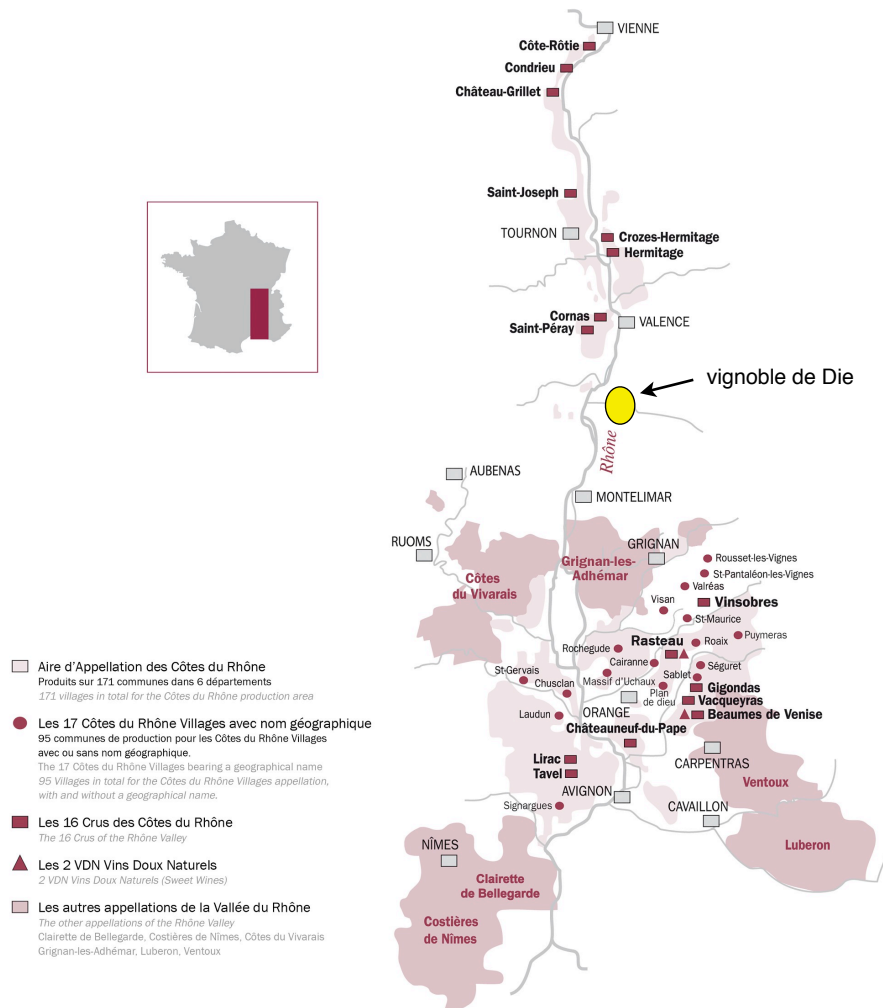 VIENNE
Côte-Rôtie
Condrieu
Château-Grillet
Saint-Joseph
TOURNON
Crozes-Hermitage
Hermitage
Cornas
Saint-Péray
VALENCE
vignoble de Die
Rhône
AUBENAS
MONTELIMAR
RUOMS
GRIGNAN
Grignan-les-
Adhémar
Côtes
du Vivarais
Rousset-les-Vignes
St-Pantaléon-les-Vignes
Valréas
Vinsobres
Visan
St-Maurice
Puymeras
Rasteau
Roaix
Rochegude
Cairanne
Séguret
Sablet
St-Gervais
Massif d'Uchaux
Chusclan
Plan
de dieu
Gigondas
Vacqueyras
Beaumes de Venise
ORANGE
Laudun
Châteauneuf-du-Pape
Lirac
Tavel
CARPENTRAS
Ventoux
AVIGNON
CAVAILLON
Signargues
Luberon
NÎMES
Clairette
de Bellegarde
Costières
de Nîmes
Aire d'Appellation des Côtes du Rhône
Produits sur 171 communes dans 6 départements
171 villages in total for the Côtes du Rhône production area
Les 17 Côtes du Rhône Villages avec nom géographique
95 communes de production pour les Côtes du Rhône Villages
avec ou sans nom géographique.
The 17 Côtes du Rhône Villages bearing a geographical name
95 Villages in total for the Côtes du Rhône Villages appellation,
with and without a geographical name.
Les 16 Crus des Côtes du Rhône
The 16 Crus of the Rhône Valley
Les 2 VDN Vins Doux Naturels
2 VDN Vins Doux Naturels (Sweet Wines)
Les autres appellations de la Vallée du Rhône
The other appellations of the Rhône Valley
Clairette de Bellegarde, Costières de Nîmes, Côtes du Vivarais
Grignan-les-Adhémar, Luberon, Ventoux